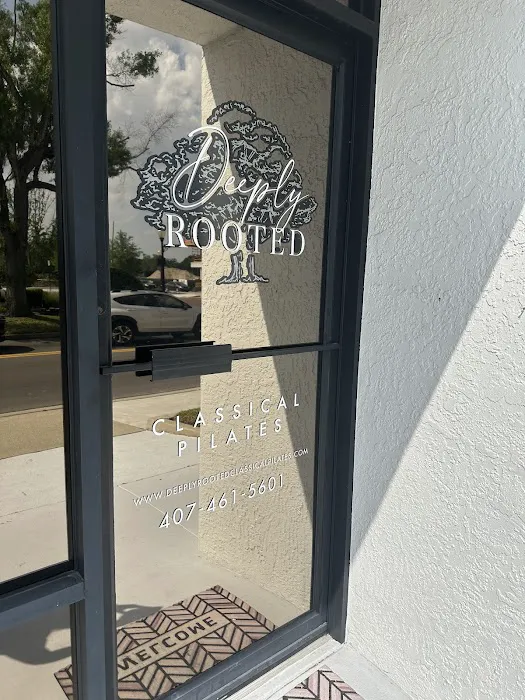 Deeply
ROOTED
CLASSICAL
PILATES
WWW.DEEPLYROOTEDCLASSICALPILATES.COM
407-461-5601
WELCOME